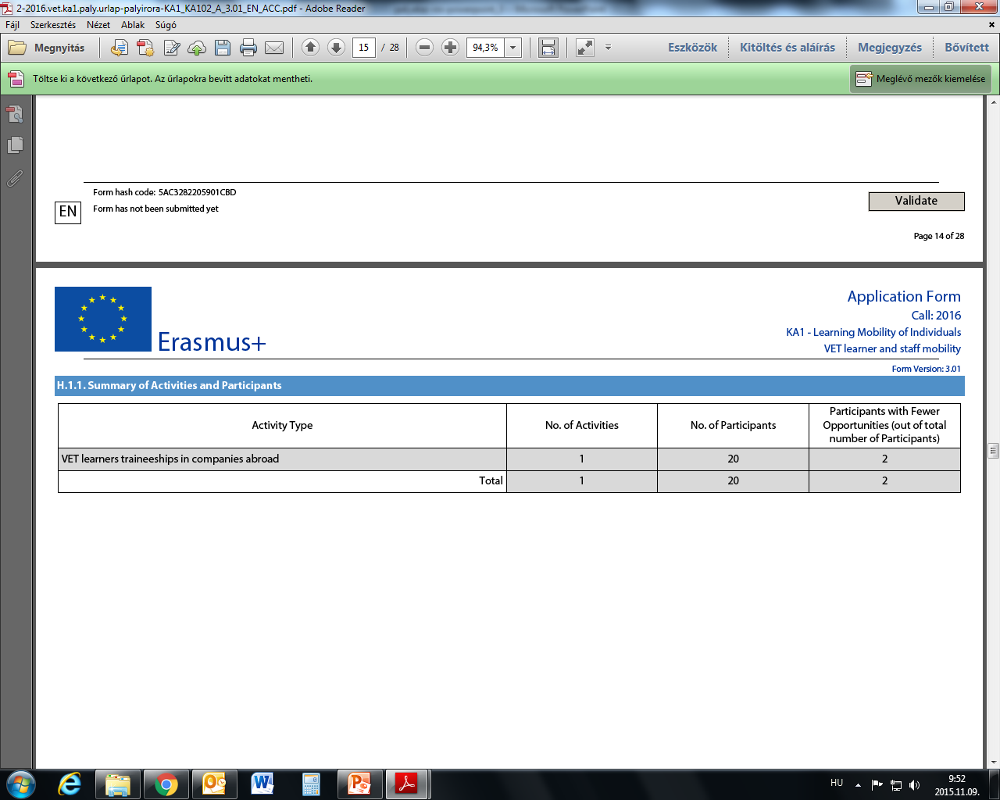 2-2016.vet.ka1.paly.urlap-palyirora-KA1_KA102_A_3.01_EN_ACC.pdf - Adobe Reader
Fájl Szerkesztés Nézet Ablak Súgó
Megnyitás 15 / 28 94,3% Eszközök Kitöltés és aláírás Megjegyzés Bővített
Töltse ki a következő űrlapot. Az űrlapokra bevitt adatokat mentheti. Meglévő mezők kiemelése
Form hash code: 5AC3282205901CBD
EN Form has not been submitted yet
Validate
Page 14 of 28
Erasmus+
Application Form
Call: 2016
KA1 - Learning Mobility of Individuals
VET learner and staff mobility
Form Version: 3.01
H.1.1. Summary of Activities and Participants
Activity Type No. of Activities No. of Participants Participants with Fewer
Opportunities (out of total
number of Participants)
VET learners traineeships in companies abroad 1 20 2
Total 1 20 2
HU 9:52
2015.11.09.